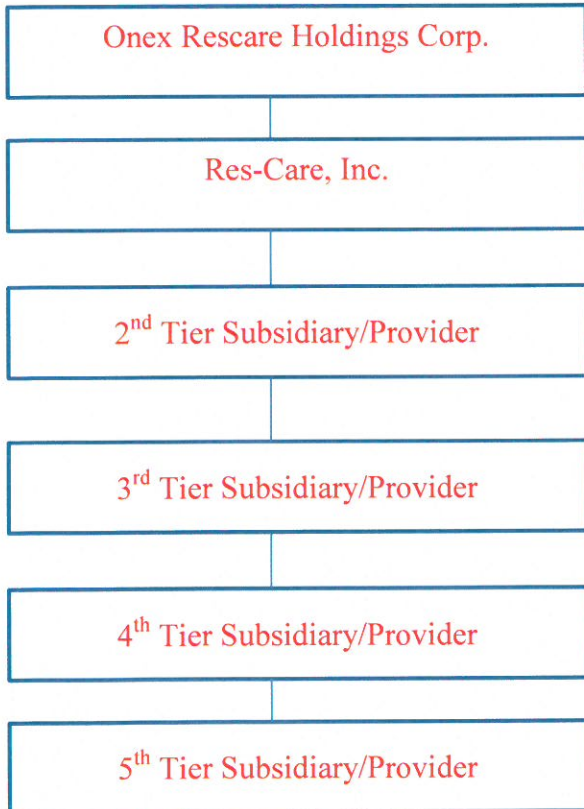 Onex Rescare Holdings Corp.
Res-Care, Inc.
2nd Tier Subsidiary/Provider
3rd Tier Subsidiary/Provider
4th Tier Subsidiary/Provider
5th Tier Subsidiary/Provider